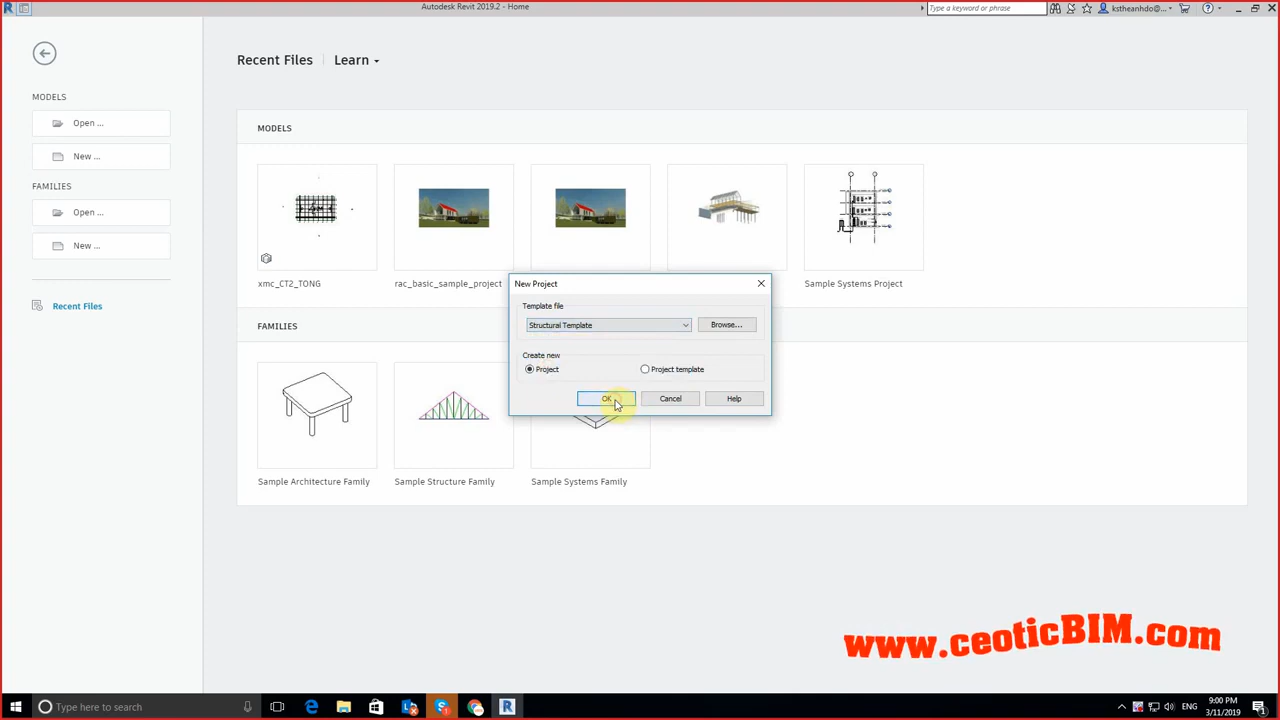 Autodesk Revit 2019.2 - Home
Type a keyword or phrase
kstheanhdo@...
Recent Files
Learn
MODELS
Open ...
New ...
FAMILIES
Open ...
New ...
Recent Files
MODELS
xmc_CT2_TONG
rac_basic_sample_project
Sample Systems Project
FAMILIES
Sample Architecture Family
Sample Structure Family
Sample Systems Family
New Project
Template file
Structural Template
Browse...
Create new
Project
Project template
OK
Cancel
Help
www.ceoticBIM.com
Type here to search
ENG
9:00 PM
3/11/2019